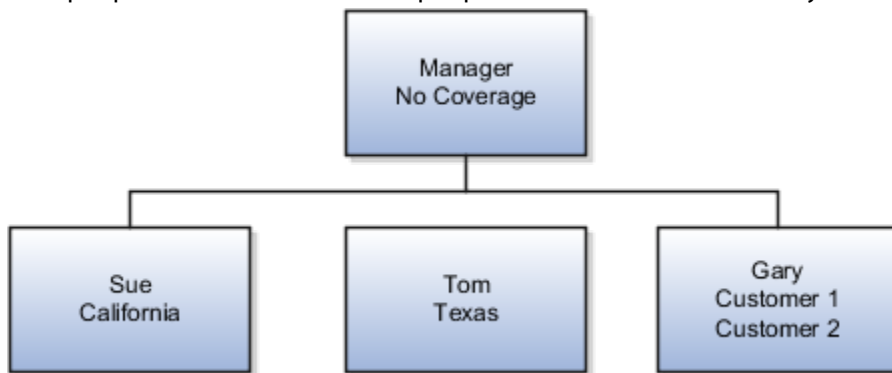 Manager
No Coverage
Sue
California
Tom
Texas
Gary
Customer 1
Customer 2